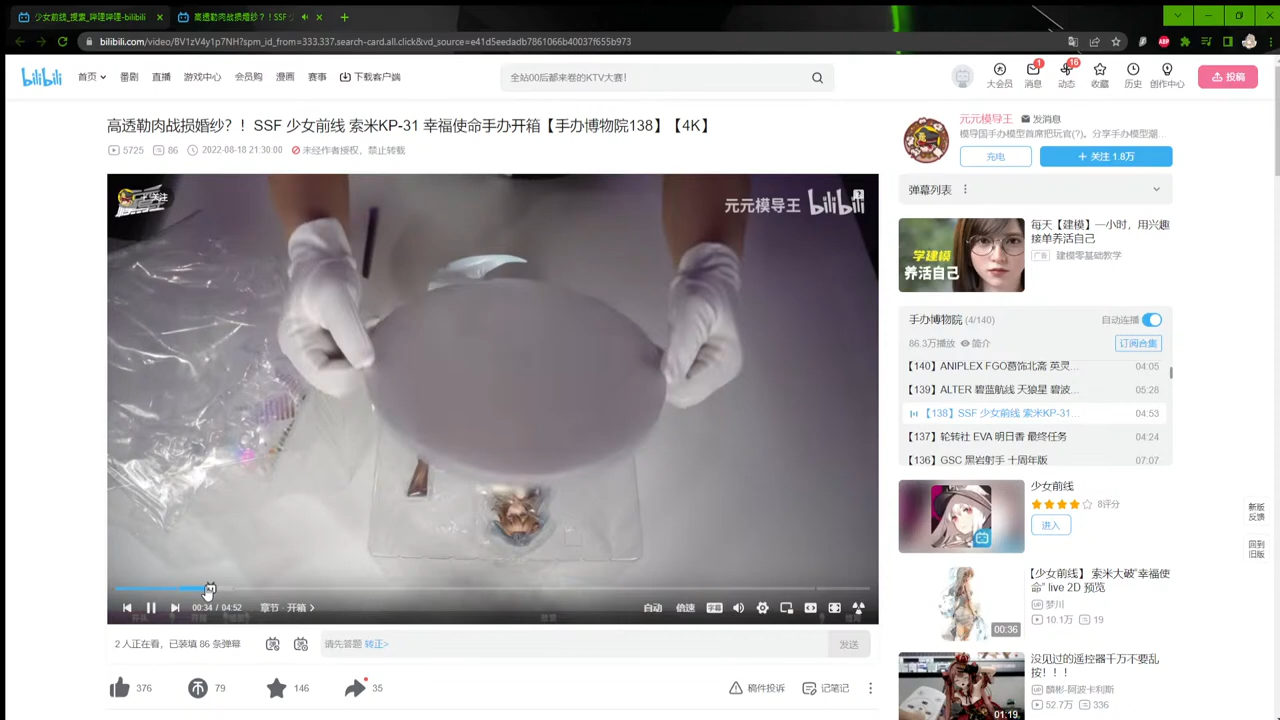 少女前线_搜索_哔哩哔哩-bilibili
高透勒肉战损婚纱？！SSF
bilibili.com/video/BV1zV4y1p7NH?spm_id_from=333.337.search-card.all.click&vd_source=e41d5eedadb7861066b40037f655b973
bilibili
首页
番剧
直播
游戏中心
会员购
漫画
赛事
下载客户端
全站00后都来卷的KTV大赛!
大会员
1
消息
16
动态
收藏
历史
创作中心
投稿
高透勒肉战损婚纱？！SSF 少女前线 索米KP-31 幸福使命手办开箱【手办博物院138】【4K】
5725
86
2022-08-18 21:30:00
未经作者授权，禁止转载
关注
元元模导王 bilibili
00:34 / 04:52
章节 · 开箱
自动
倍速
字幕
2 人正在看，已装填 86 条弹幕
请先答题 转正>
发送
376
79
146
35
稿件投诉
记笔记
元元模导王
发消息
模导国手办模型首席把玩官(?)。分享手办模型潮...
充电
+ 关注 1.8万
弹幕列表
学建模
养活自己
每天【建模】一小时，用兴趣
接单养活自己
广告 建模零基础教学
手办博物院 (4/140)
自动连播
86.3万播放
简介
订阅合集
【140】ANIPLEX FGO葛饰北斋 英灵...
04:05
【139】ALTER 碧蓝航线 天狼星 碧波...
05:28
【138】SSF 少女前线 索米KP-31...
04:53
【137】轮转社 EVA 明日香 最终任务
04:24
【136】GSC 黑岩射手 十周年版
07:07
少女前线
8评分
进入
新版
反馈
回到
旧版
00:36
【少女前线】 索米大破“幸福使
命” live 2D 预览
UP 梦川
10.1万
19
01:19
没见过的遥控器千万不要乱
按！！！
UP 麟彬-阿波卡利斯
52.7万
336